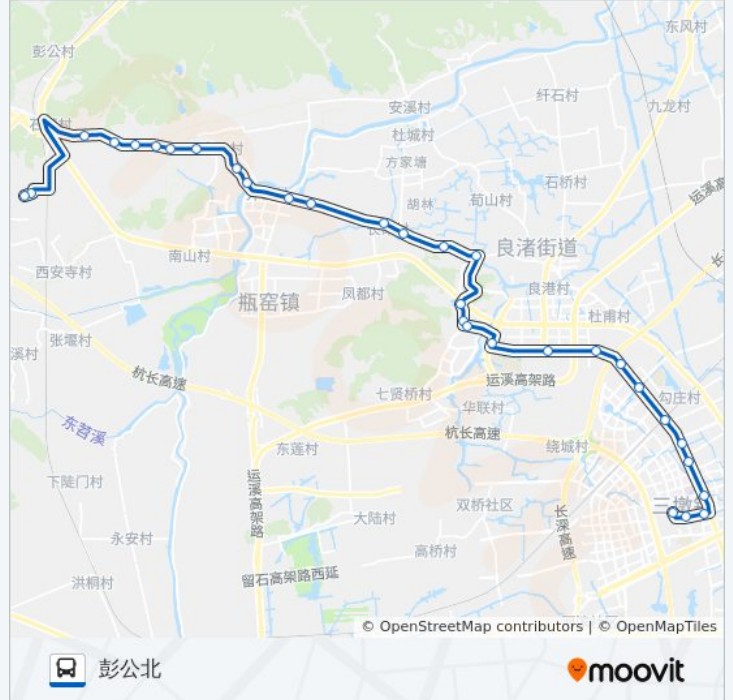 东风村
彭公村
纤石村
安溪村
九龙村
杜城村
方家塘
石桥村
荀山村
运溪高
胡林
良渚街道
南山村
西安寺村
良港村
凤都村
瓶窑镇
杜甫村
张堰村
溪村
杭长高速
运溪高架路
七贤桥村
勾庄村
华联村
东苕溪
杭长高速
绕城村
东莲村
下陡门村
运溪高架路
双桥社区
三墩
大陆村
长深高速
永安村
高桥村
留石高架路西延
洪桐村
© OpenStreetMap contributors | © OpenMapTiles
彭公北
moovit